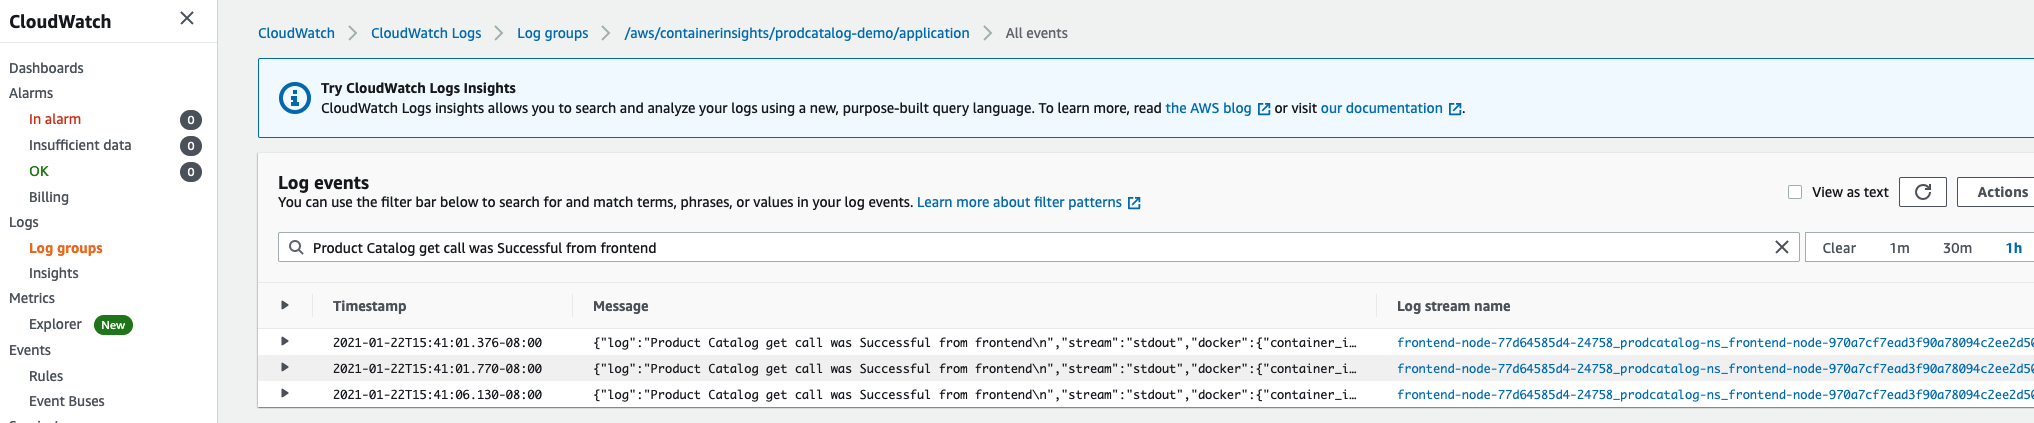 CloudWatch
Dashboards
Alarms
In alarm 0
Insufficient data 0
OK 0
Billing
Logs
Log groups
Insights
Metrics
Explorer New
Events
Rules
Event Buses
CloudWatch CloudWatch Logs Log groups /aws/containerinsights/prodcatalog-demo/application All events
Try CloudWatch Logs Insights
CloudWatch Logs insights allows you to search and analyze your logs using a new, purpose-built query language. To learn more, read the AWS blog or visit our documentation .
Log events
You can use the filter bar below to search for and match terms, phrases, or values in your log events. Learn more about filter patterns
View as text Actions
Product Catalog get call was Successful from frontend
Clear 1m 30m 1h
Timestamp Message Log stream name
2021-01-22T15:41:01.376-08:00 {"log":"Product Catalog get call was Successful from frontend\n","stream":"stdout","docker":{"container_i… frontend-node-77d64585d4-24758_prodcatalog-ns_frontend-node-970a7cf7ead3f90a78094c2ee2d50
2021-01-22T15:41:01.770-08:00 {"log":"Product Catalog get call was Successful from frontend\n","stream":"stdout","docker":{"container_i… frontend-node-77d64585d4-24758_prodcatalog-ns_frontend-node-970a7cf7ead3f90a78094c2ee2d50
2021-01-22T15:41:06.130-08:00 {"log":"Product Catalog get call was Successful from frontend\n","stream":"stdout","docker":{"container_i… frontend-node-77d64585d4-24758_prodcatalog-ns_frontend-node-970a7cf7ead3f90a78094c2ee2d50